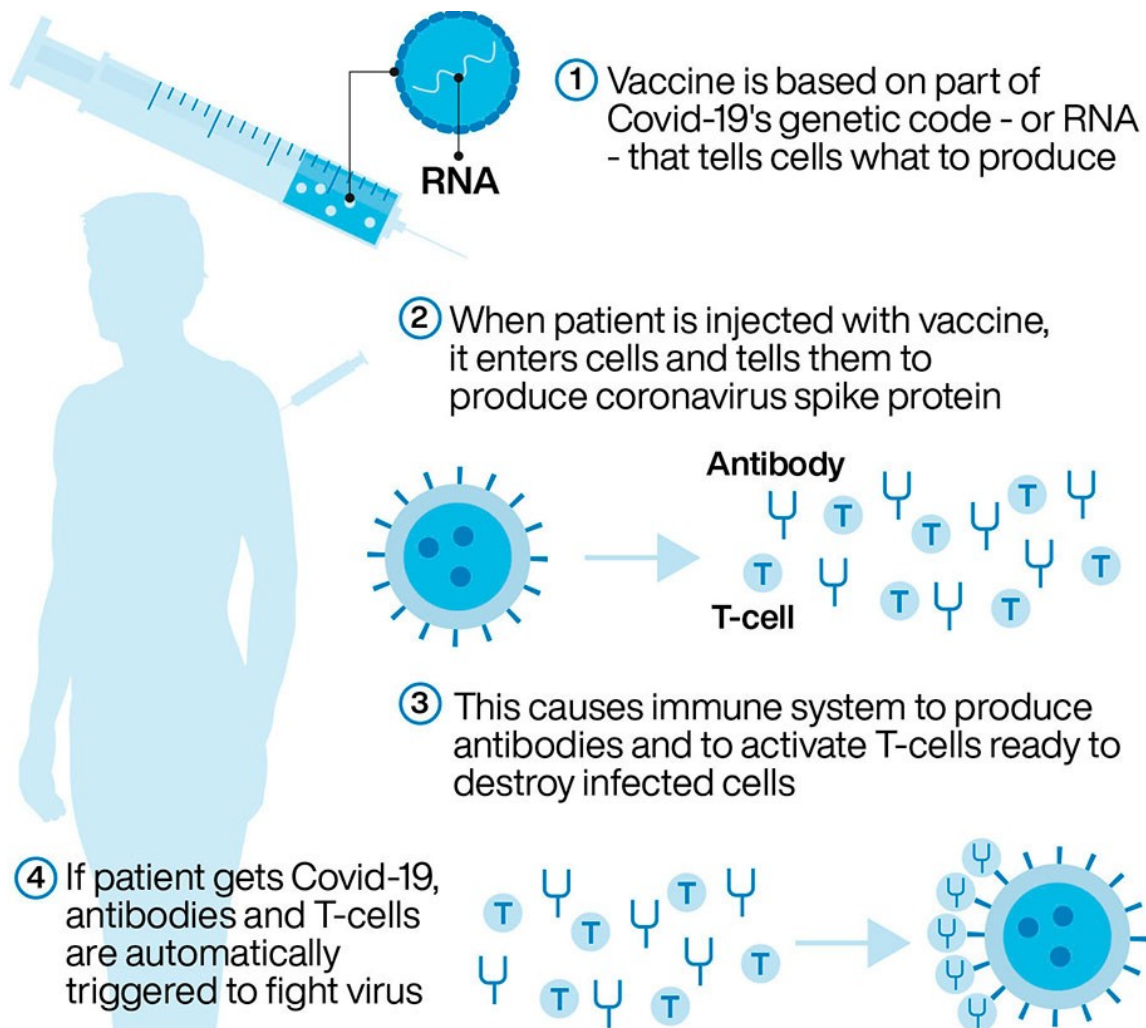 RNA
1 Vaccine is based on part of
Covid-19's genetic code - or RNA
- that tells cells what to produce
2 When patient is injected with vaccine,
it enters cells and tells them to
produce coronavirus spike protein
Antibody
T T
T
T T
T T
T-cell
3 This causes immune system to produce
antibodies and to activate T-cells ready to
destroy infected cells
4 If patient gets Covid-19,
antibodies and T-cells
are automatically
triggered to fight virus
T T
T
T
T T